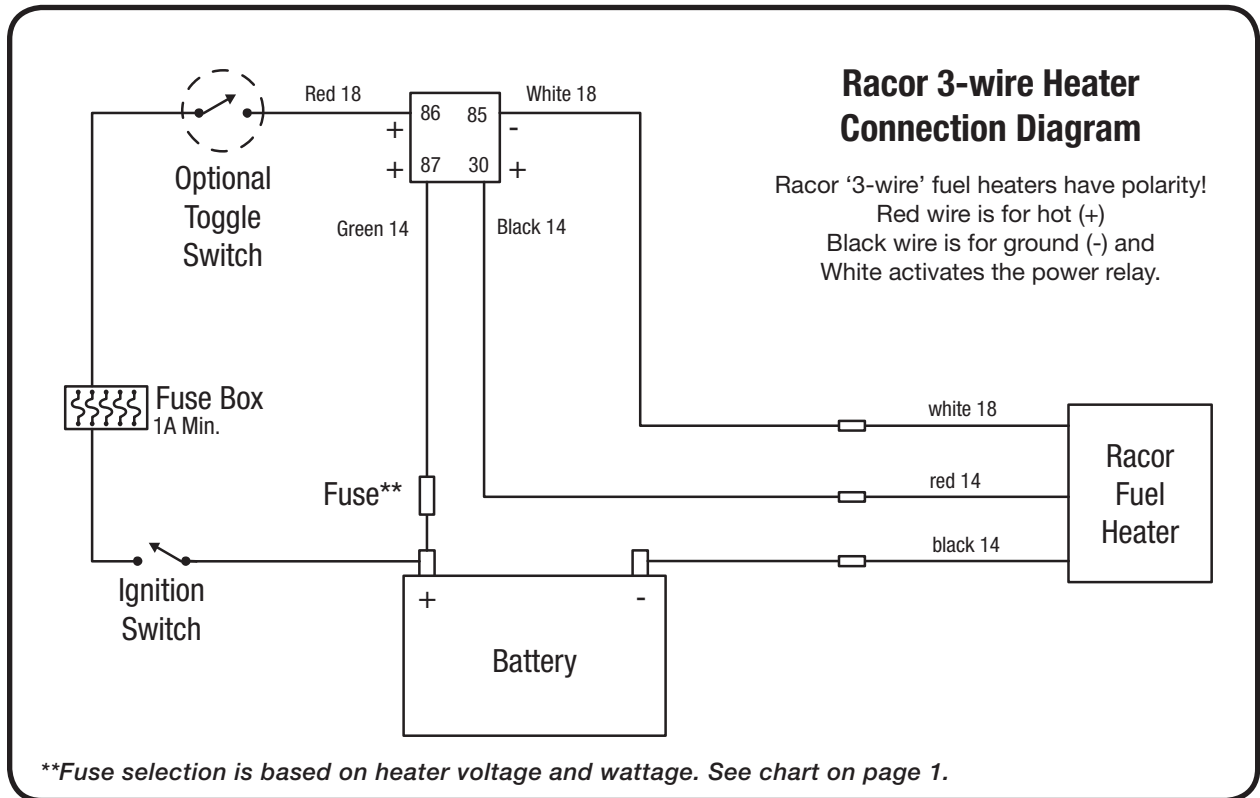 Racor 3-wire Heater
Connection Diagram
Racor ‘3-wire’ fuel heaters have polarity!
Red wire is for hot (+)
Black wire is for ground (-) and
White activates the power relay.
Red 18
86 85
White 18
+ -
+ 87 30 +
Optional
Toggle
Switch
Green 14
Black 14
Fuse Box
1A Min.
white 18
red 14
black 14
Racor
Fuel
Heater
Fuse**
Ignition
Switch
+ -
Battery
**Fuse selection is based on heater voltage and wattage. See chart on page 1.